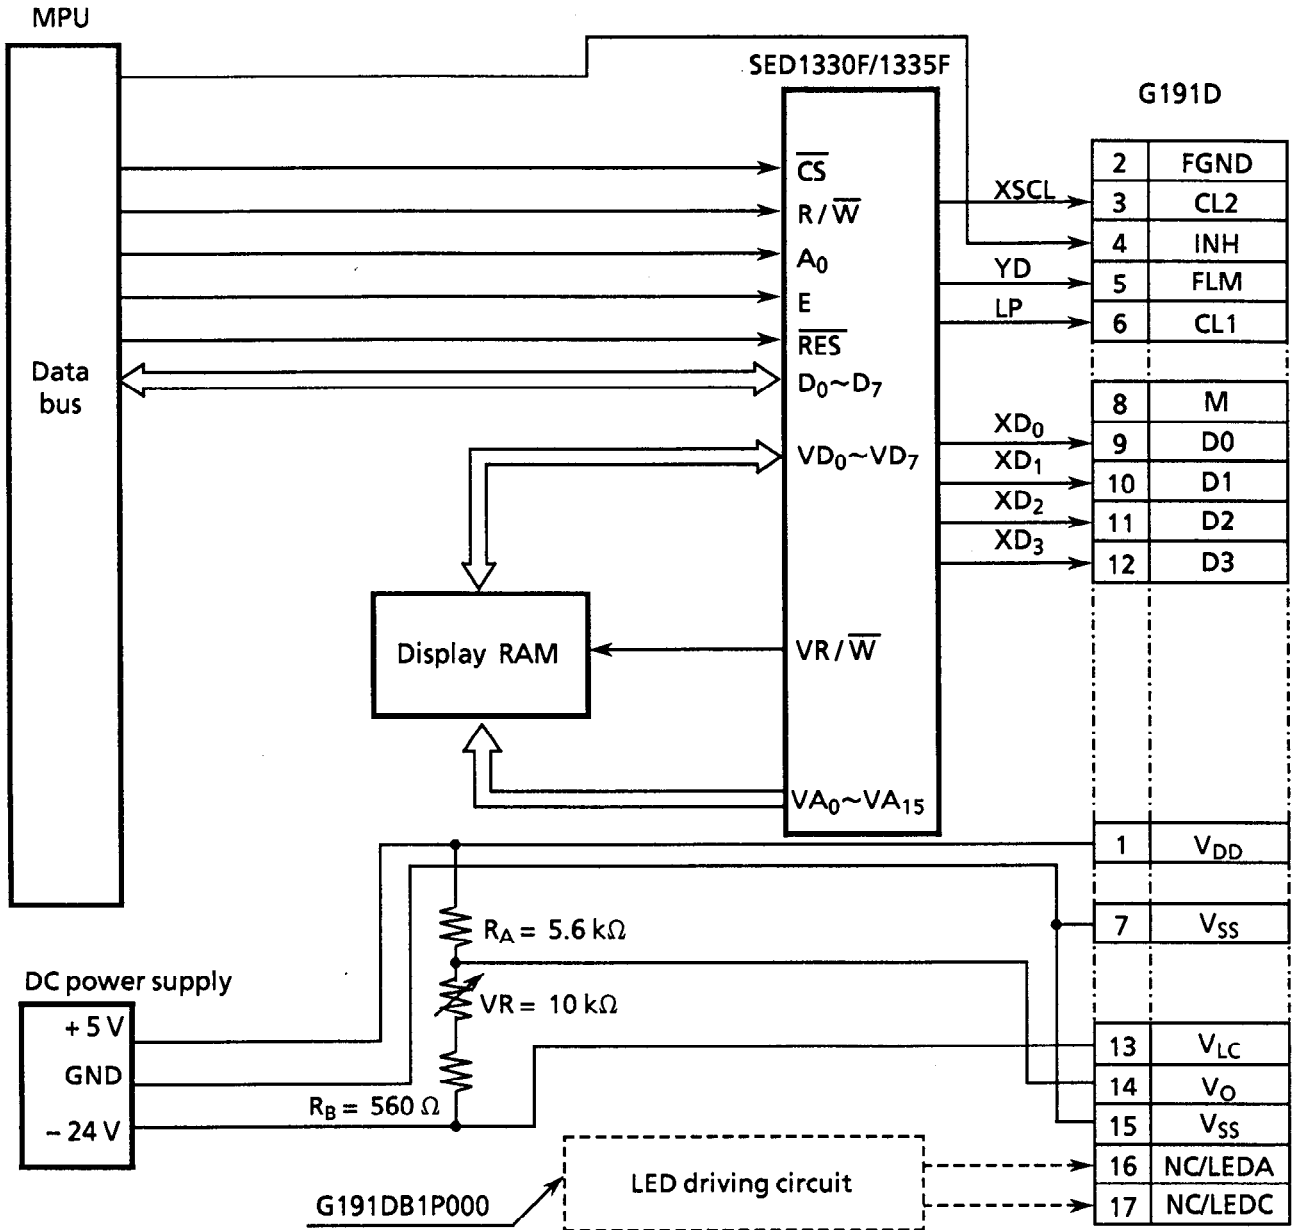 MPU
SED1330F/1335F
G191D
Data
bus
CS
R/W
A0
E
RES
D0~D7
VD0~VD7
VR/W
VA0~VA15
Display RAM
XSCL
YD
LP
XD0
XD1
XD2
XD3
2 FGND
3 CL2
4 INH
5 FLM
6 CL1
8 M
9 D0
10 D1
11 D2
12 D3
1 VDD
7 VSS
13 VLC
14 VO
15 VSS
16 NC/LEDA
17 NC/LEDC
RA = 5.6 kΩ
VR = 10 kΩ
RB = 560 Ω
DC power supply
+5 V
GND
−24 V
LED driving circuit
G191DB1P000